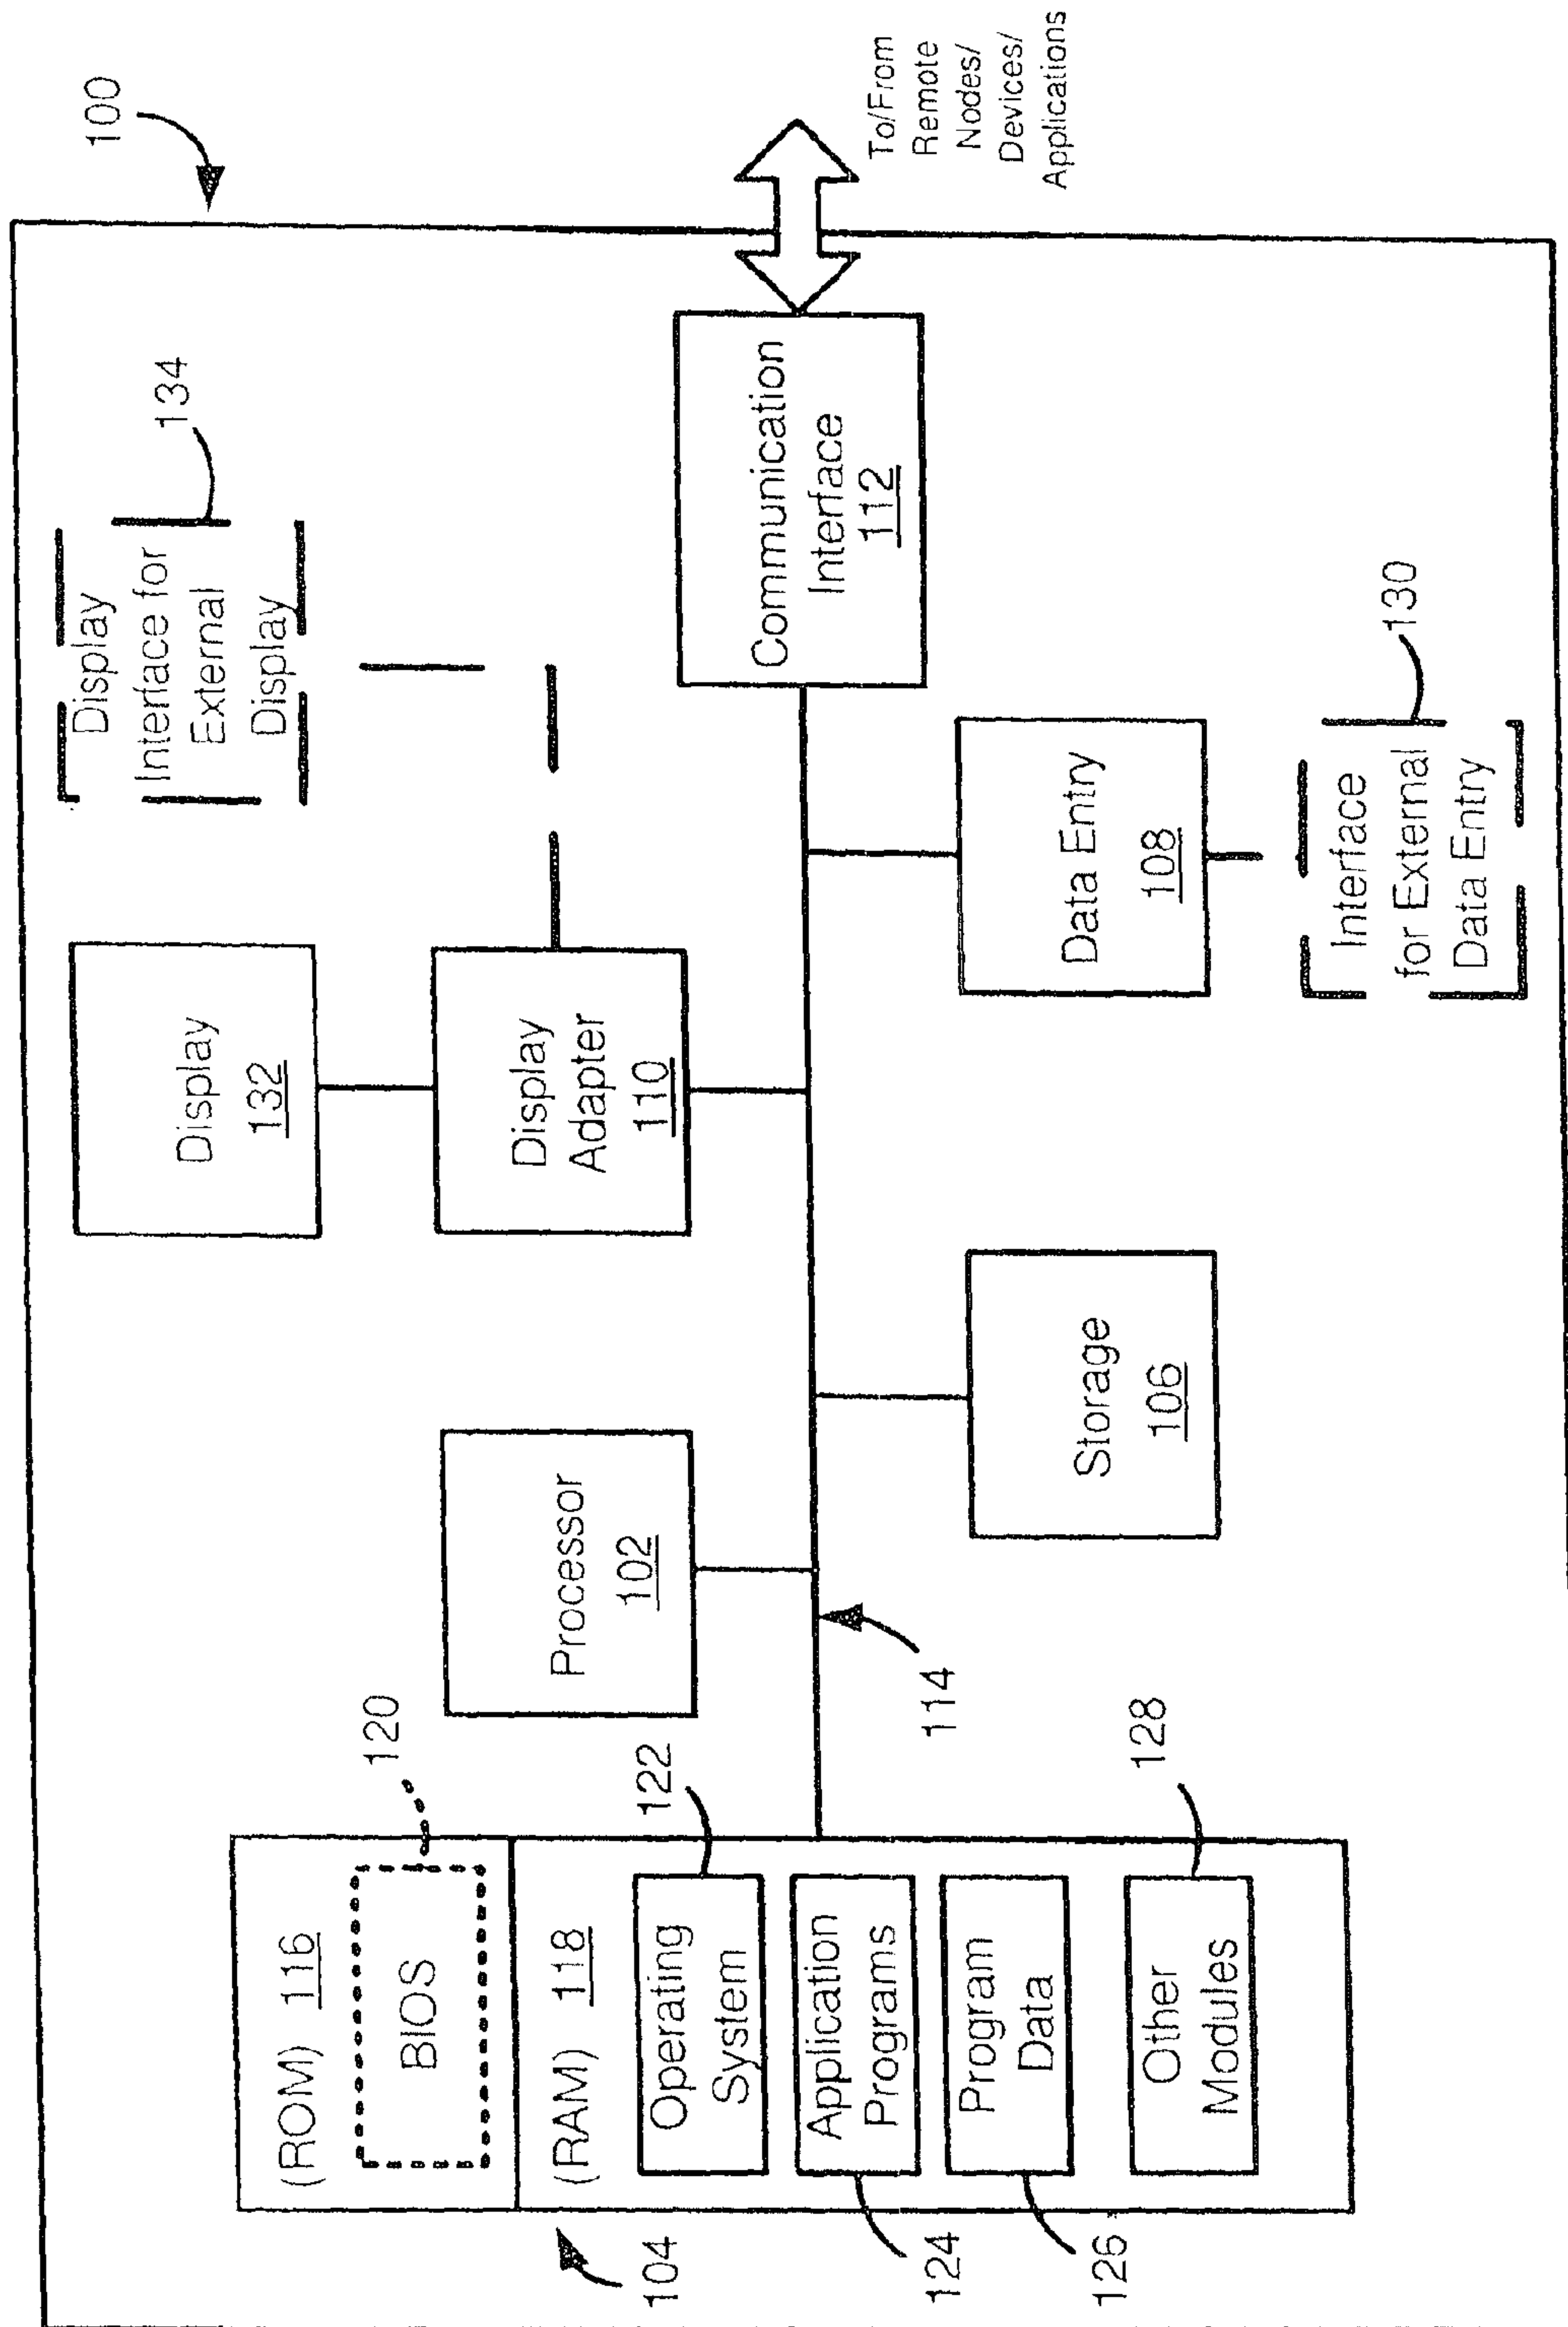 100
134
Display
Interface for
External
Display
Display
132
Display
Adapter
110
Communication
Interface
112
To/From
Remote
Nodes/
Devices/
Applications
Processor
102
(ROM) 116
BIOS
120
(RAM) 118
Operating
System
122
Application
Programs
124
Program
Data
126
Other
Modules
128
104
114
Storage
106
Data Entry
108
Interface
for External
Data Entry
130